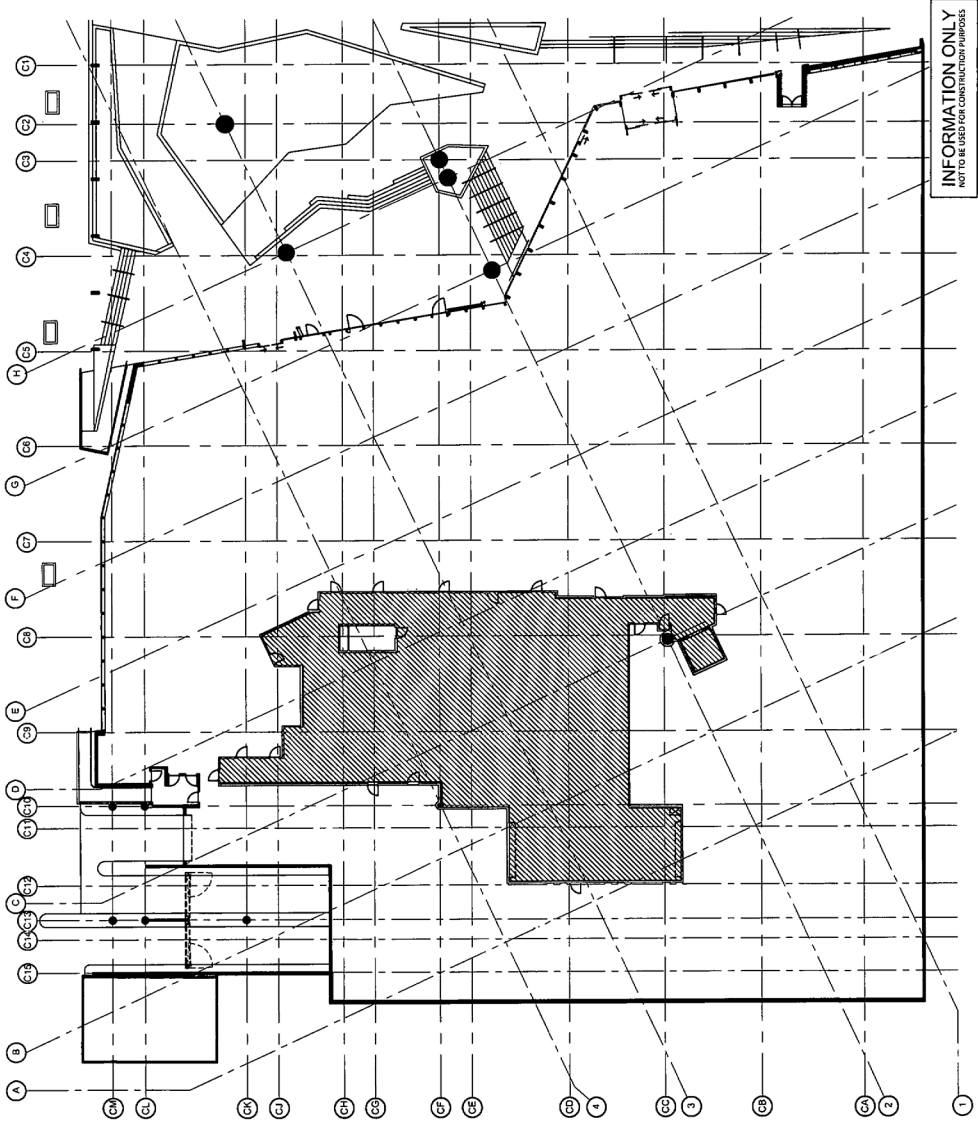 C1
C2
C3
C4
C5
H
C6
G
C7
F
C8
E
C9
D
C10
C11
C12
C
C13
C14
C15
B
A
CM
CL
CK
CJ
CH
CG
CF
CE
CD
4
CC
3
CB
CA
2
1
INFORMATION ONLY
NOT TO BE USED FOR CONSTRUCTION PURPOSES